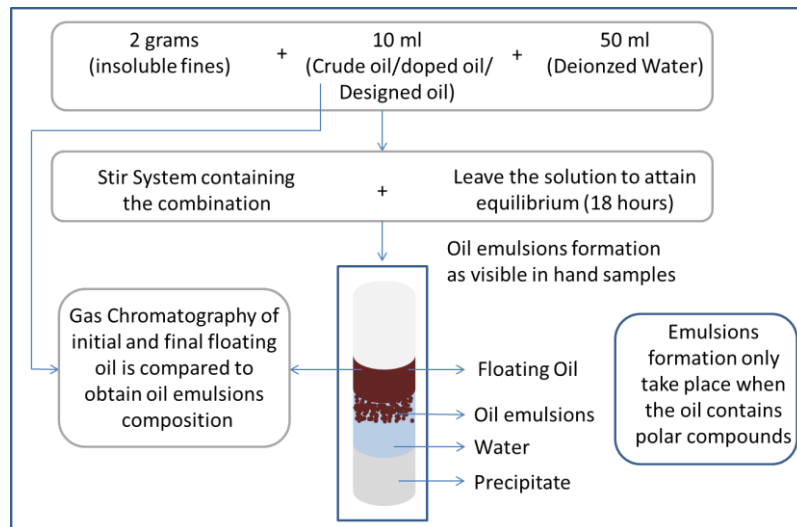 2 grams
(insoluble fines)
+
10 ml
(Crude oil/doped oil/
Designed oil)
+
50 ml
(Deionzed Water)
Stir System containing
the combination
+
Leave the solution to attain
equilibrium (18 hours)
Oil emulsions formation
as visible in hand samples
Gas Chromatography of
initial and final floating
oil is compared to
obtain oil emulsions
composition
Floating Oil
Oil emulsions
Water
Precipitate
Emulsions
formation only
take place when
the oil contains
polar compounds